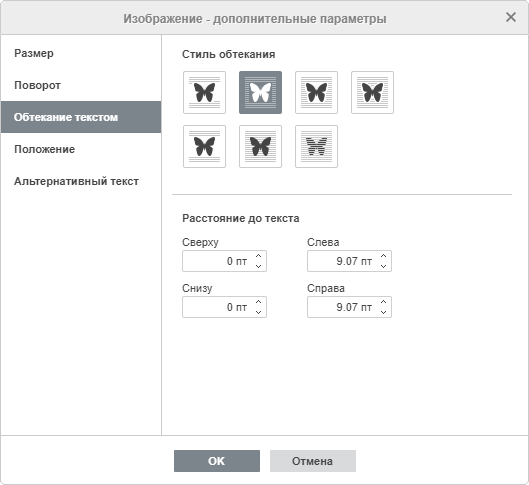 Изображение - дополнительные параметры
Размер
Поворот
Обтекание текстом
Положение
Альтернативный текст
Стиль обтекания
Расстояние до текста
Сверху
Слева
0 пт
9.07 пт
Снизу
Справа
0 пт
9.07 пт
OK
Отмена